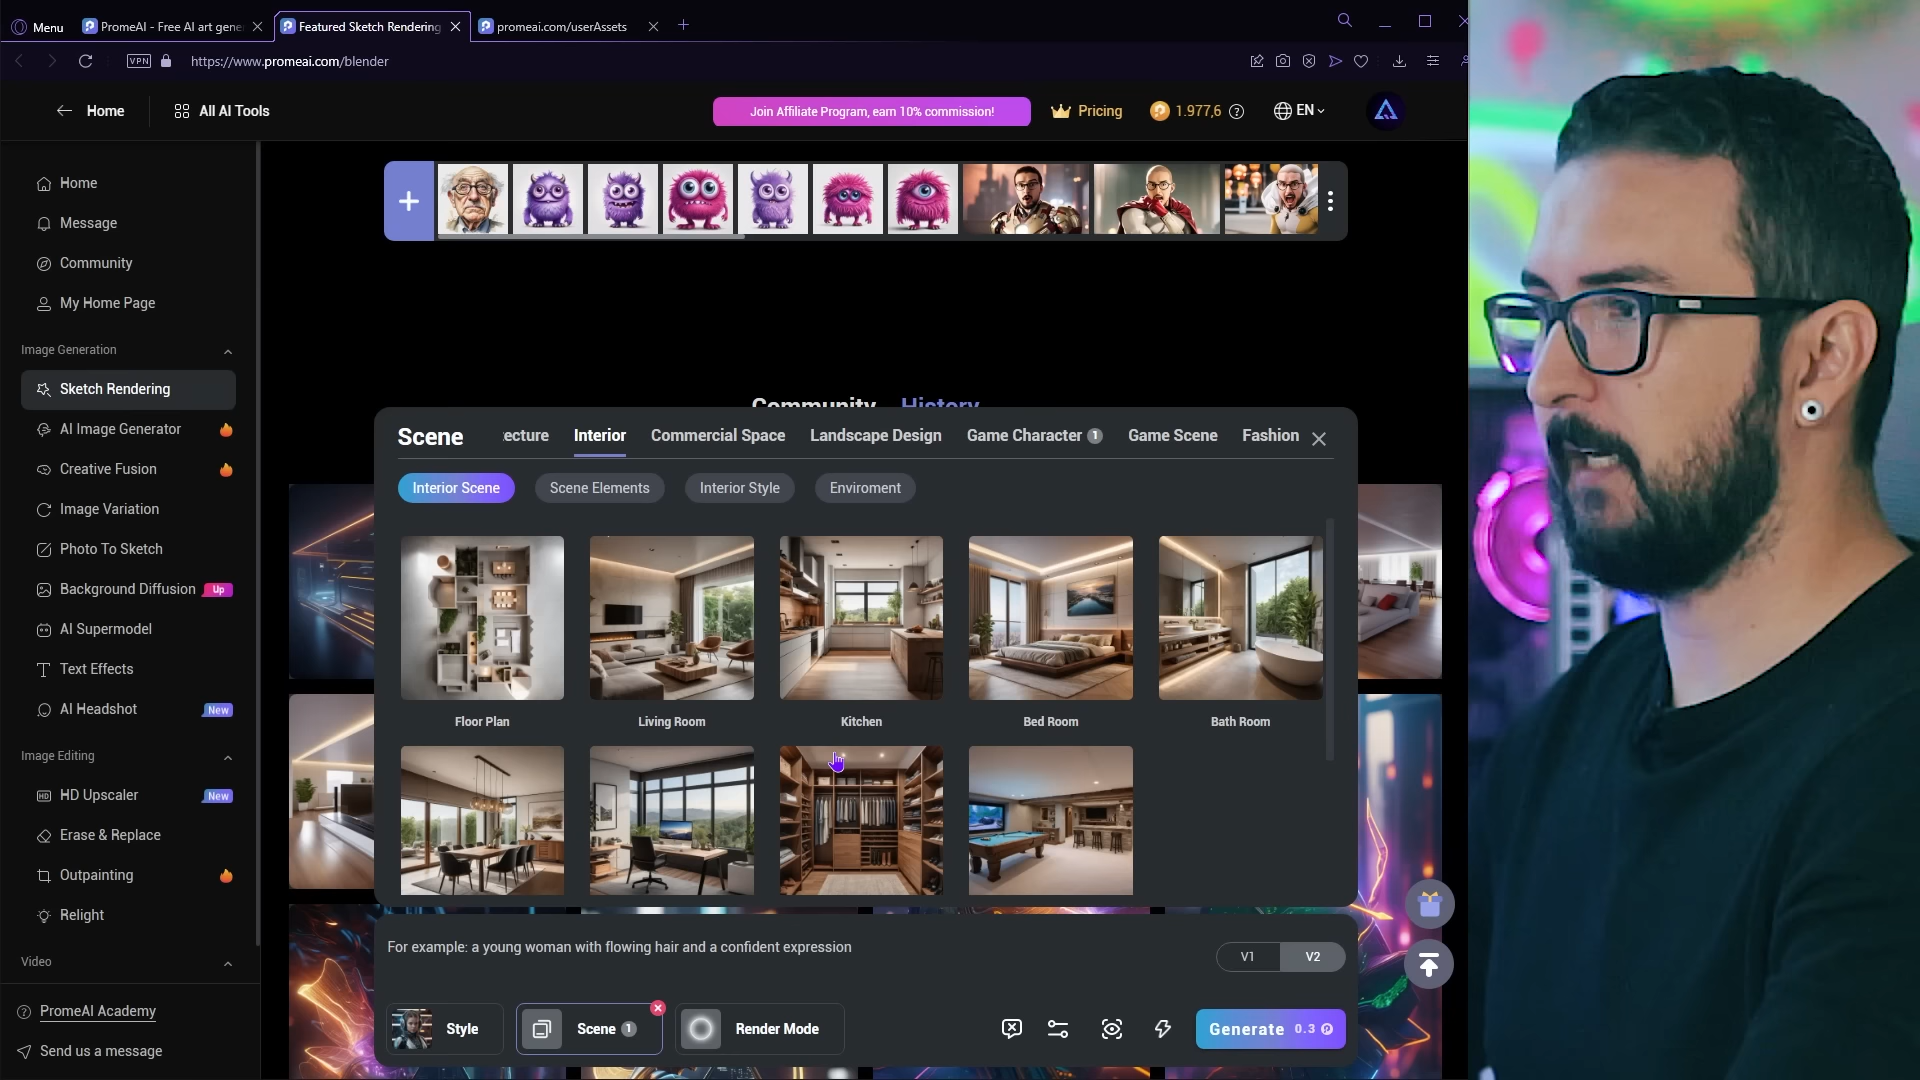 Menu
PromeAI - Free AI art gene
Featured Sketch Rendering
promeai.com/userAssets
VPN
https://www.promeai.com/blender
Home
All AI Tools
Join Affiliate Program, earn 10% commission!
Pricing
1.977,6
EN
Home
Message
Community
My Home Page
Image Generation
Sketch Rendering
AI Image Generator
Creative Fusion
Image Variation
Photo To Sketch
Background Diffusion
Up
AI Supermodel
Text Effects
AI Headshot
New
Image Editing
HD Upscaler
New
Erase & Replace
Outpainting
Relight
Video
PromeAI Academy
Send us a message
Community
History
Scene
ecture
Interior
Commercial Space
Landscape Design
Game Character 1
Game Scene
Fashion
Interior Scene
Scene Elements
Interior Style
Enviroment
Floor Plan
Living Room
Kitchen
Bed Room
Bath Room
For example: a young woman with flowing hair and a confident expression
V1
V2
Style
Scene 1
Render Mode
Generate 0.3